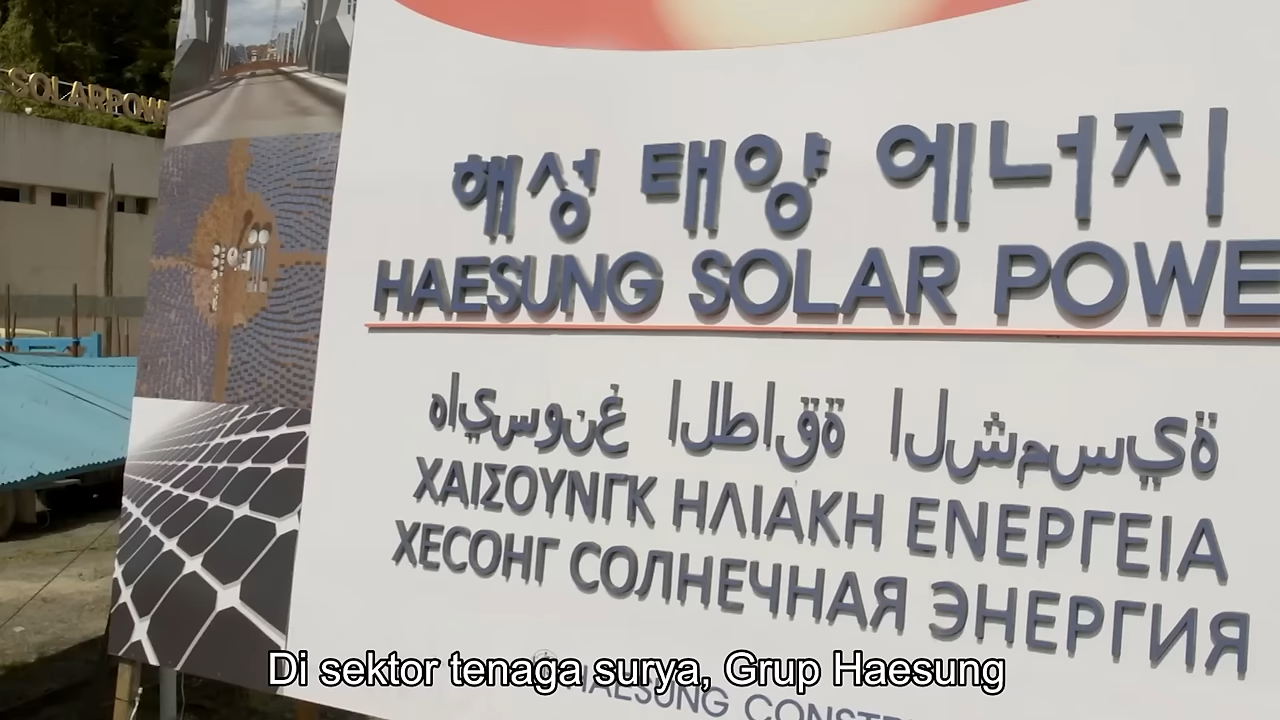 SOLARPOW
해성 태양 에너지
HAESUNG SOLAR POWE
هايسونغ الطاقة الشمسية
ΧΑΙΣΟΥΝΓΚ ΗΛΙΑΚΗ ΕΝΕΡΓΕΙΑ
ХЕСОНГ СОЛНЕЧНАЯ ЭНЕРГИЯ
Di sektor tenaga surya, Grup Haesung
HAESUNG